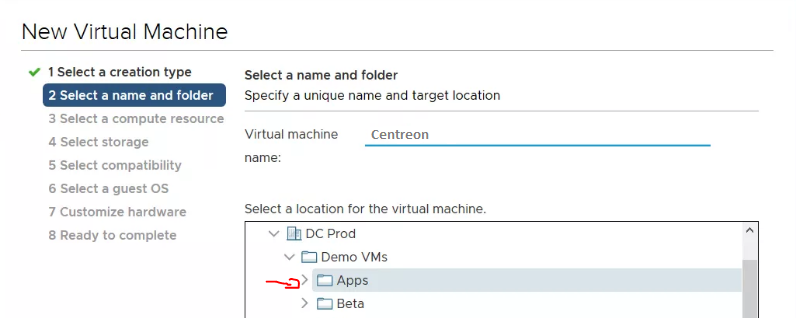 New Virtual Machine
1 Select a creation type
2 Select a name and folder
3 Select a compute resource
4 Select storage
5 Select compatibility
6 Select a guest OS
7 Customize hardware
8 Ready to complete
Select a name and folder
Specify a unique name and target location
Virtual machine
name:
Centreon
Select a location for the virtual machine.
DC Prod
Demo VMs
Apps
Beta